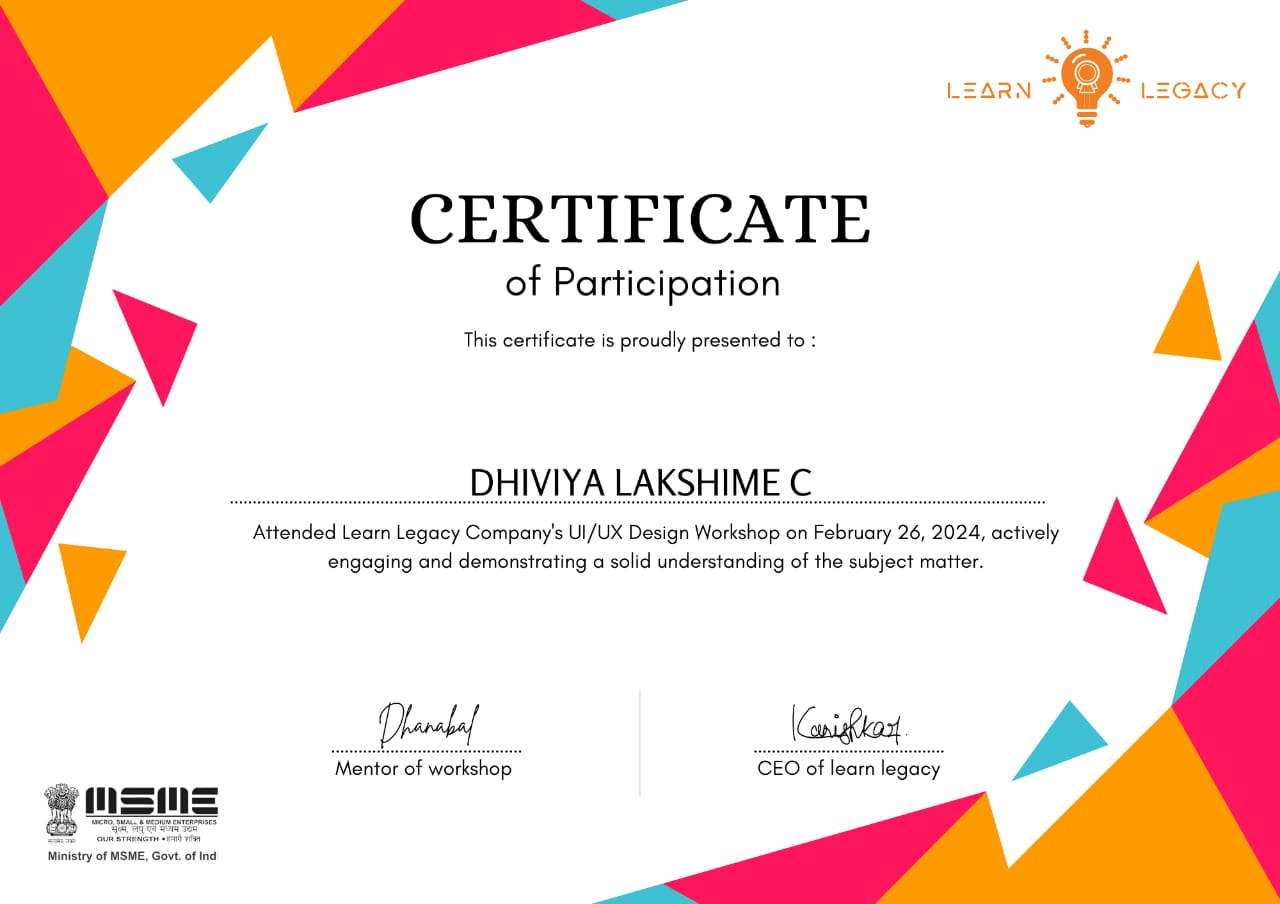 LEARN LEGACY
CERTIFICATE
of Participation
This certificate is proudly presented to :
DHIVIYA LAKSHIME C
Attended Learn Legacy Company's UI/UX Design Workshop on February 26, 2024, actively
engaging and demonstrating a solid understanding of the subject matter.
Dhanabal
Mentor of workshop
CEO of learn legacy
MSME
MICRO, SMALL & MEDIUM ENTERPRISES
सूक्ष्म, लघु एवं मध्यम उद्यम
OUR STRENGTH • हमारी शक्ति
सत्यमेव जयते
Ministry of MSME, Govt. of Ind